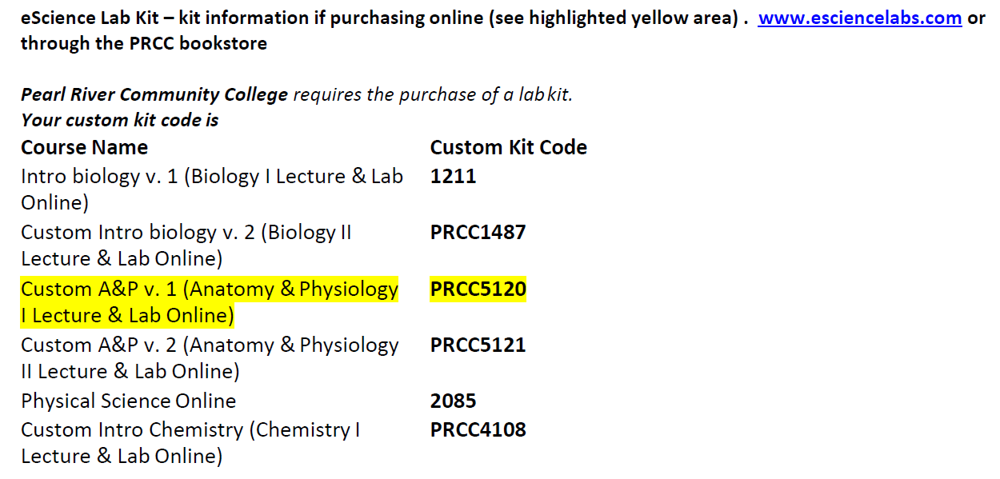 eScience Lab Kit – kit information if purchasing online (see highlighted yellow area) .  www.esciencelabs.com or
through the PRCC bookstore
Pearl River Community College requires the purchase of a lab kit.
Your custom kit code is
Course Name Custom Kit Code
Intro biology v. 1 (Biology I Lecture & Lab 1211
Online)
Custom Intro biology v. 2 (Biology II PRCC1487
Lecture & Lab Online)
Custom A&P v. 1 (Anatomy & Physiology PRCC5120
I Lecture & Lab Online)
Custom A&P v. 2 (Anatomy & Physiology PRCC5121
II Lecture & Lab Online)
Physical Science Online 2085
Custom Intro Chemistry (Chemistry I PRCC4108
Lecture & Lab Online)